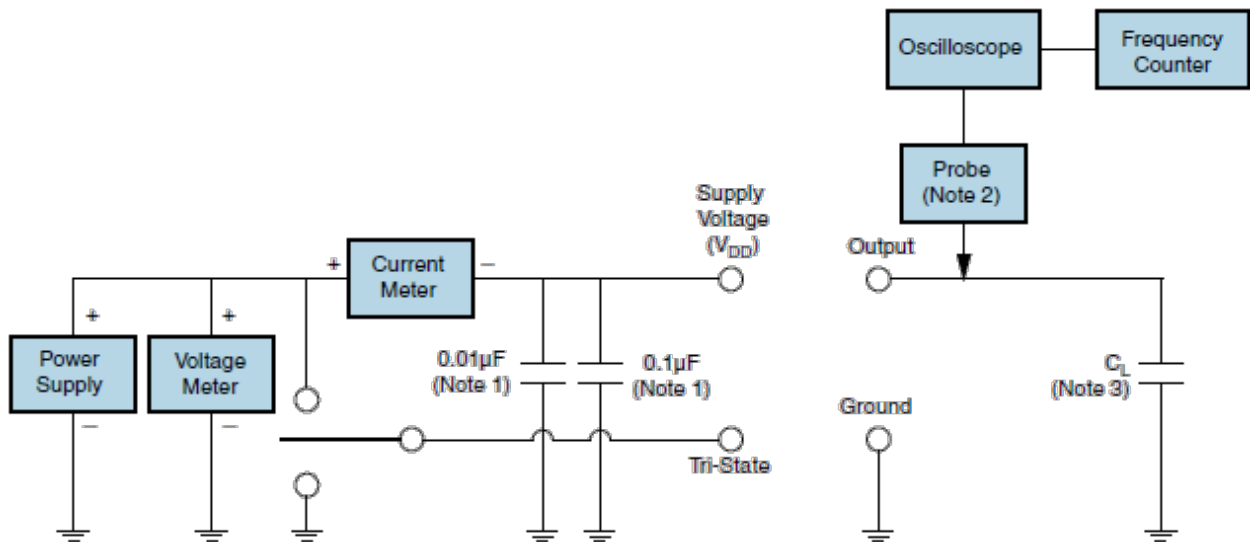 Oscilloscope
Frequency
Counter
Probe
(Note 2)
Supply
Voltage
(VDD)
Output
+
Current
Meter
−
+
Power
Supply
−
+
Voltage
Meter
−
0.01µF
(Note 1)
0.1µF
(Note 1)
CL
(Note 3)
Ground
Tri-State